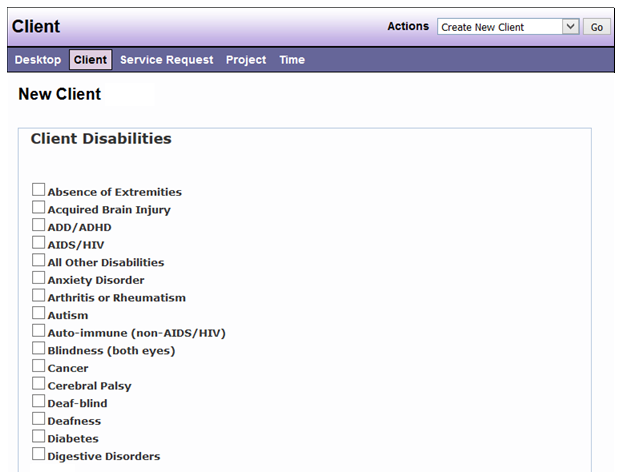 Client Actions Create New Client Go
Desktop Client Service Request Project Time
New Client
Client Disabilities
Absence of Extremities
Acquired Brain Injury
ADD/ADHD
AIDS/HIV
All Other Disabilities
Anxiety Disorder
Arthritis or Rheumatism
Autism
Auto-immune (non-AIDS/HIV)
Blindness (both eyes)
Cancer
Cerebral Palsy
Deaf-blind
Deafness
Diabetes
Digestive Disorders